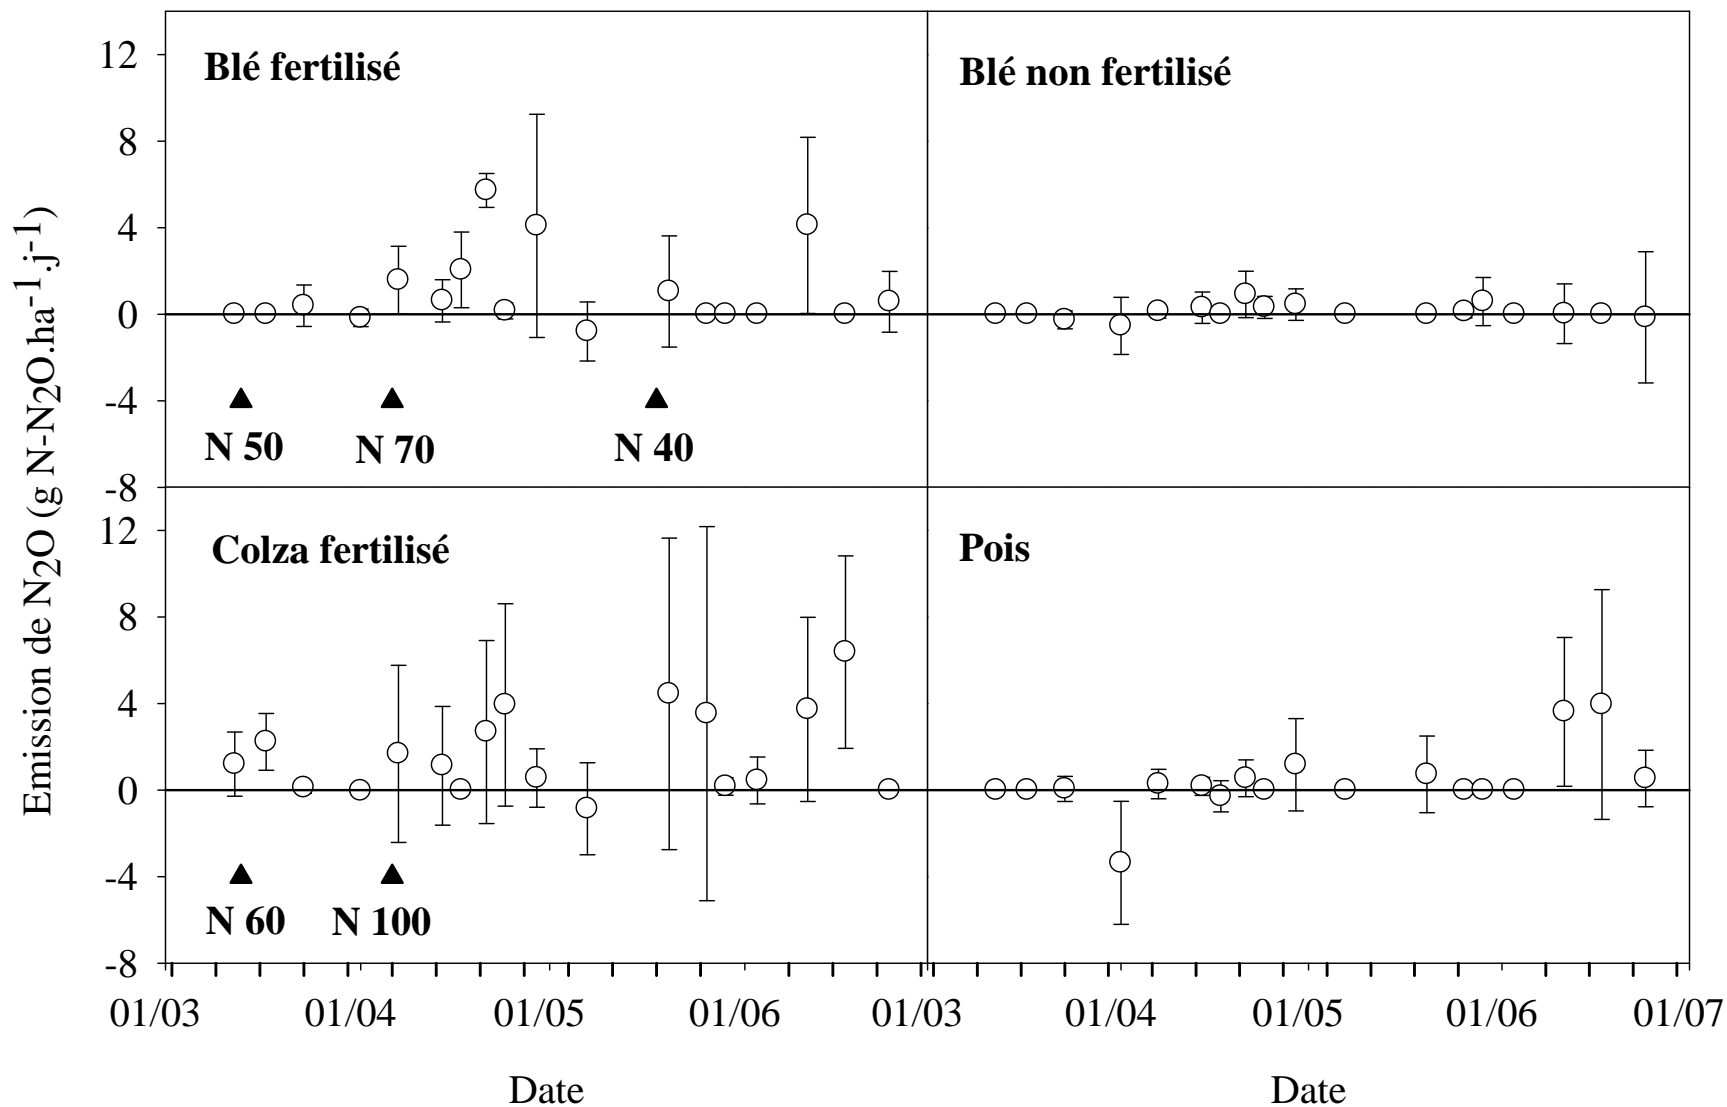 Emission de N2O (g N-N2O.ha-1.j-1)
Blé fertilisé
Blé non fertilisé
12
8
4
0
-4
-8
N 50
N 70
N 40
Colza fertilisé
Pois
12
8
4
0
-4
-8
N 60
N 100
01/03
01/04
01/05
01/06
01/03
01/04
01/05
01/06
01/07
Date
Date